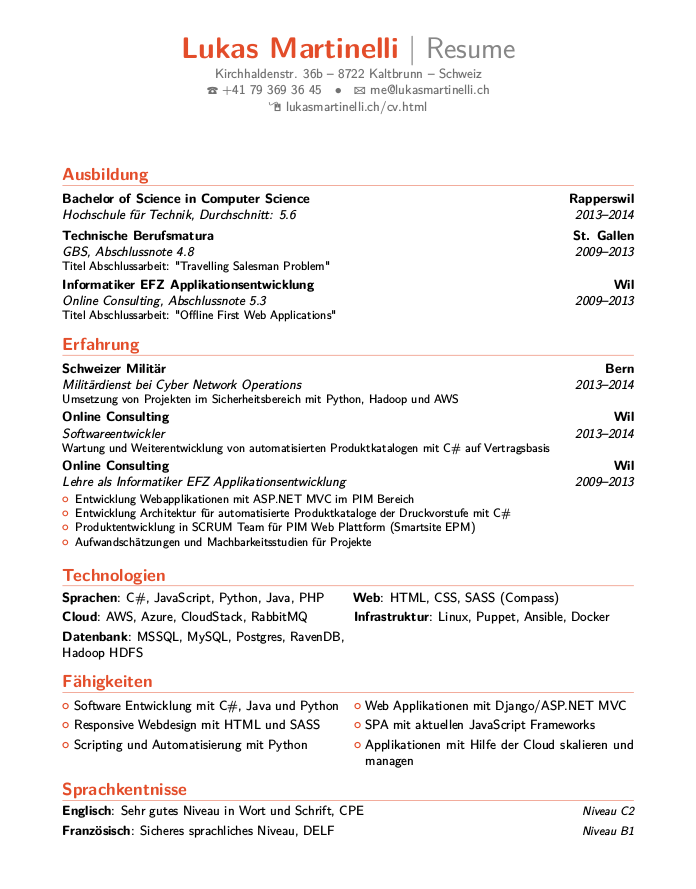 Lukas Martinelli | Resume
Kirchhaldenstr. 36b – 8722 Kaltbrunn – Schweiz
☎ +41 79 369 36 45 • ✉ me@lukasmartinelli.ch
lukasmartinelli.ch/cv.html
Ausbildung
Bachelor of Science in Computer Science Rapperswil
Hochschule für Technik, Durchschnitt: 5.6 2013–2014
Technische Berufsmatura St. Gallen
GBS, Abschlussnote 4.8 2009–2013
Titel Abschlussarbeit: "Travelling Salesman Problem"
Informatiker EFZ Applikationsentwicklung Wil
Online Consulting, Abschlussnote 5.3 2009–2013
Titel Abschlussarbeit: "Offline First Web Applications"
Erfahrung
Schweizer Militär Bern
Militärdienst bei Cyber Network Operations 2013–2014
Umsetzung von Projekten im Sicherheitsbereich mit Python, Hadoop und AWS
Online Consulting Wil
Softwareentwickler 2013–2014
Wartung und Weiterentwicklung von automatisierten Produktkatalogen mit C# auf Vertragsbasis
Online Consulting Wil
Lehre als Informatiker EFZ Applikationsentwicklung 2009–2013
○ Entwicklung Webapplikationen mit ASP.NET MVC im PIM Bereich
○ Entwicklung Architektur für automatisierte Produktkataloge der Druckvorstufe mit C#
○ Produktentwicklung in SCRUM Team für PIM Web Plattform (Smartsite EPM)
○ Aufwandschätzungen und Machbarkeitsstudien für Projekte
Technologien
Sprachen: C#, JavaScript, Python, Java, PHP Web: HTML, CSS, SASS (Compass)
Cloud: AWS, Azure, CloudStack, RabbitMQ Infrastruktur: Linux, Puppet, Ansible, Docker
Datenbank: MSSQL, MySQL, Postgres, RavenDB,
Hadoop HDFS
Fähigkeiten
○ Software Entwicklung mit C#, Java und Python ○ Web Applikationen mit Django/ASP.NET MVC
○ Responsive Webdesign mit HTML und SASS ○ SPA mit aktuellen JavaScript Frameworks
○ Scripting und Automatisierung mit Python ○ Applikationen mit Hilfe der Cloud skalieren und
managen
Sprachkentnisse
Englisch: Sehr gutes Niveau in Wort und Schrift, CPE Niveau C2
Französisch: Sicheres sprachliches Niveau, DELF Niveau B1